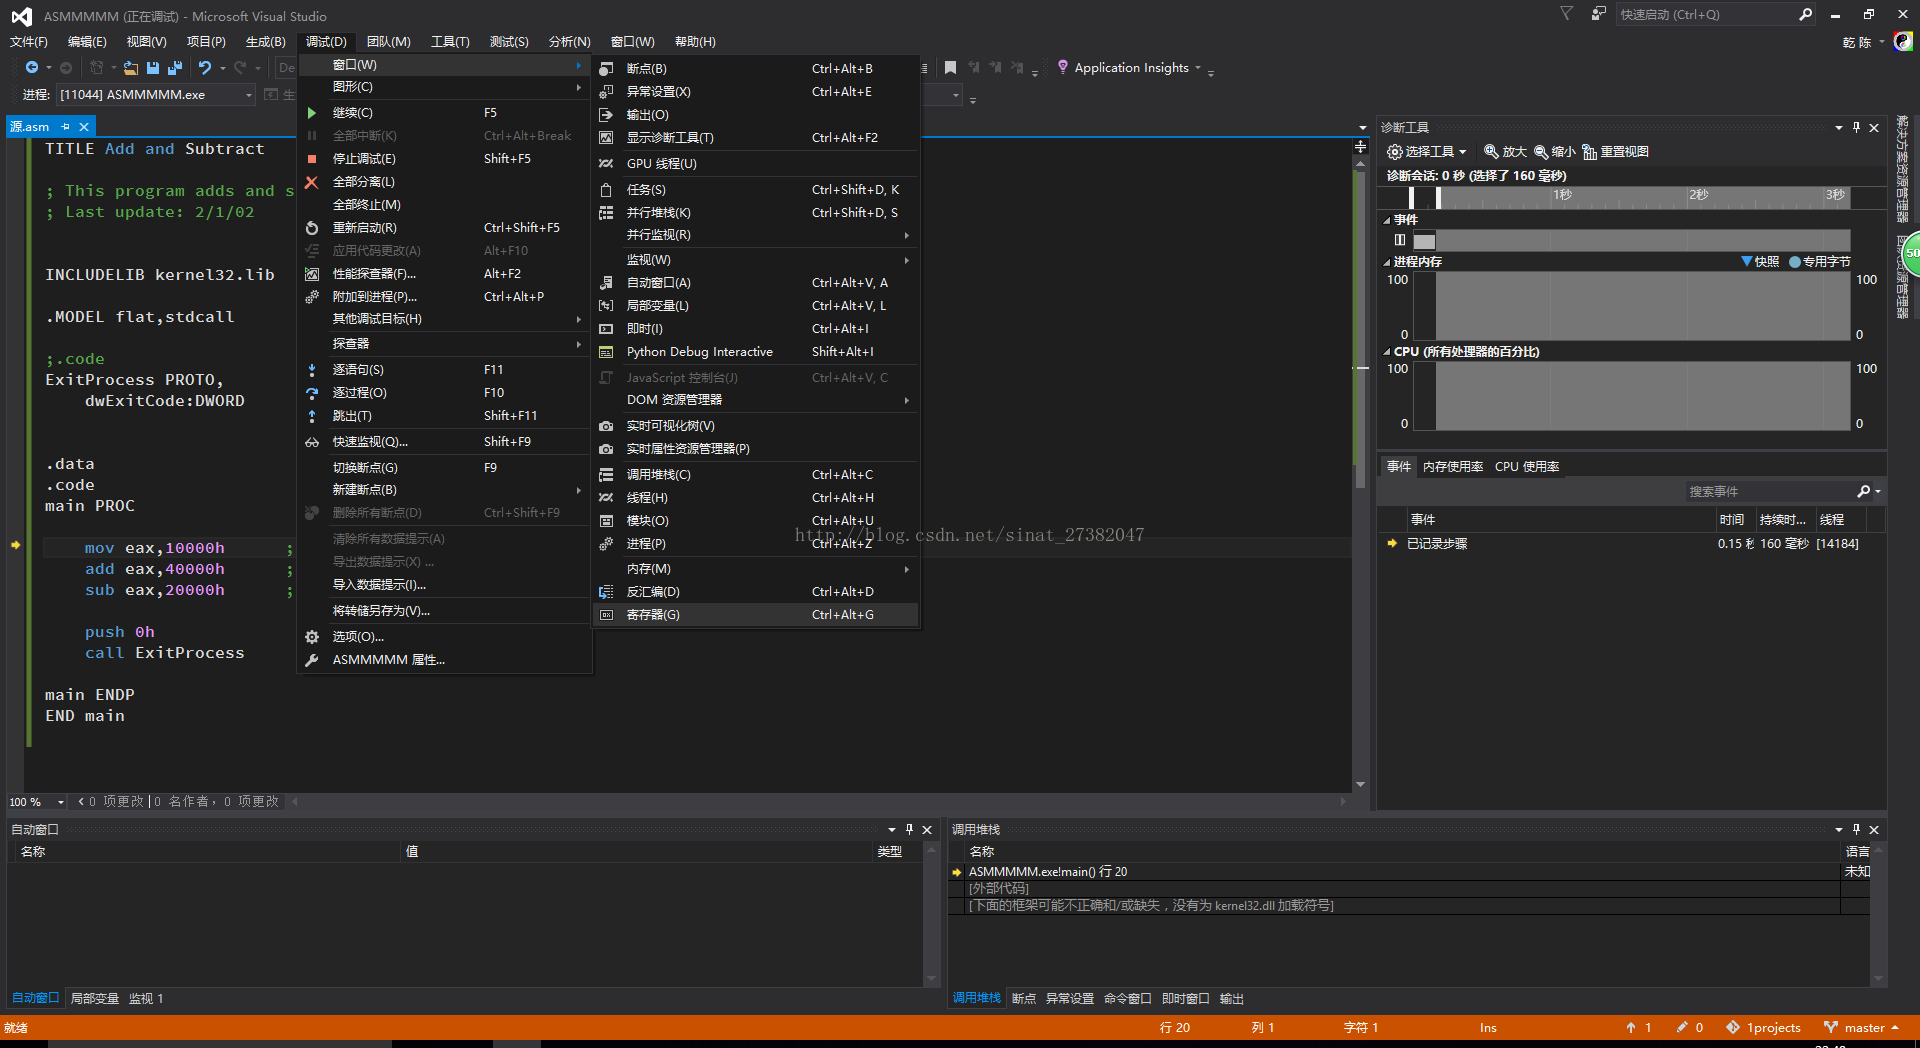 ASMMMMM (正在调试) - Microsoft Visual Studio
快速启动 (Ctrl+Q)
文件(F) 编辑(E) 视图(V) 项目(P) 生成(B) 调试(D) 团队(M) 工具(T) 测试(S) 分析(N) 窗口(W) 帮助(H)
乾 陈
De
Application Insights
进程: [11044] ASMMMMM.exe
生
源.asm
TITLE Add and Subtract
; This program adds and s
; Last update: 2/1/02
INCLUDELIB kernel32.lib
.MODEL flat,stdcall
;.code
ExitProcess PROTO,
dwExitCode:DWORD
.data
.code
main PROC
mov eax,10000h ;
add eax,40000h ;
sub eax,20000h ;
push 0h
call ExitProcess
main ENDP
END main
窗口(W)
图形(C)
继续(C) F5
全部中断(K) Ctrl+Alt+Break
停止调试(E) Shift+F5
全部分离(L)
全部终止(M)
重新启动(R) Ctrl+Shift+F5
应用代码更改(A) Alt+F10
性能探查器(F)... Alt+F2
附加到进程(P)... Ctrl+Alt+P
其他调试目标(H)
探查器
逐语句(S) F11
逐过程(O) F10
跳出(T) Shift+F11
快速监视(Q)... Shift+F9
切换断点(G) F9
新建断点(B)
删除所有断点(D) Ctrl+Shift+F9
清除所有数据提示(A)
导出数据提示(X) ...
导入数据提示(I)...
将转储另存为(V)...
选项(O)...
ASMMMMM 属性...
断点(B) Ctrl+Alt+B
异常设置(X) Ctrl+Alt+E
输出(O)
显示诊断工具(T) Ctrl+Alt+F2
GPU 线程(U)
任务(S) Ctrl+Shift+D, K
并行堆栈(K) Ctrl+Shift+D, S
并行监视(R)
监视(W)
自动窗口(A) Ctrl+Alt+V, A
局部变量(L) Ctrl+Alt+V, L
即时(I) Ctrl+Alt+I
Python Debug Interactive Shift+Alt+I
JavaScript 控制台(J) Ctrl+Alt+V, C
DOM 资源管理器
实时可视化树(V)
实时属性资源管理器(P)
调用堆栈(C) Ctrl+Alt+C
线程(H) Ctrl+Alt+H
模块(O) Ctrl+Alt+U
进程(P) Ctrl+Alt+Z
内存(M)
反汇编(D) Ctrl+Alt+D
寄存器(G) Ctrl+Alt+G
http://blog.csdn.net/sinat_27382047
诊断工具
选择工具 放大 缩小 重置视图
诊断会话: 0 秒 (选择了 160 毫秒)
1秒 2秒 3秒
事件
进程内存 快照 专用字节
100 100
0 0
CPU (所有处理器的百分比)
100 100
0 0
事件 内存使用率 CPU 使用率
搜索事件
事件 时间 持续时... 线程
已记录步骤 0.15 秒 160 毫秒 [14184]
解决方案资源管理器
50
100 % 0 项更改 | 0 名作者, 0 项更改
自动窗口
名称 值 类型
自动窗口 局部变量 监视 1
调用堆栈
名称 语言
ASMMMMM.exe!main() 行 20 未知
[外部代码]
[下面的框架可能不正确和/或缺失，没有为 kernel32.dll 加载符号]
调用堆栈 断点 异常设置 命令窗口 即时窗口 输出
就绪 行 20 列 1 字符 1 Ins 1 0 1projects master